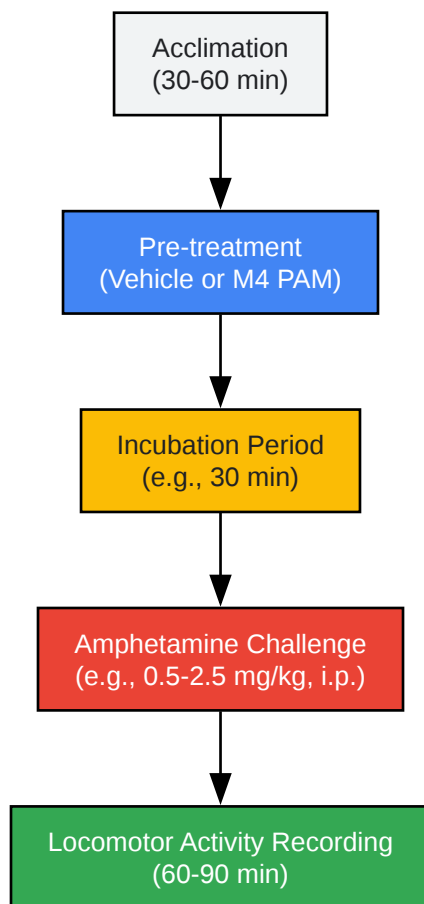 Acclimation
(30-60 min)
Pre-treatment
(Vehicle or M4 PAM)
Incubation Period
(e.g., 30 min)
Amphetamine Challenge
(e.g., 0.5-2.5 mg/kg, i.p.)
Locomotor Activity Recording
(60-90 min)